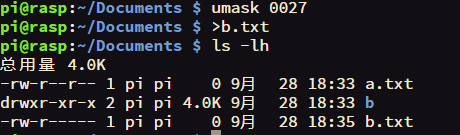 pi@rasp:~/Documents $ umask 0027
pi@rasp:~/Documents $ >b.txt
pi@rasp:~/Documents $ ls -lh
总用量 4.0K
-rw-r--r-- 1 pi pi    0 9月   28 18:33 a.txt
drwxr-xr-x 2 pi pi 4.0K 9月   28 18:33 b
-rw-r----- 1 pi pi    0 9月   28 18:35 b.txt